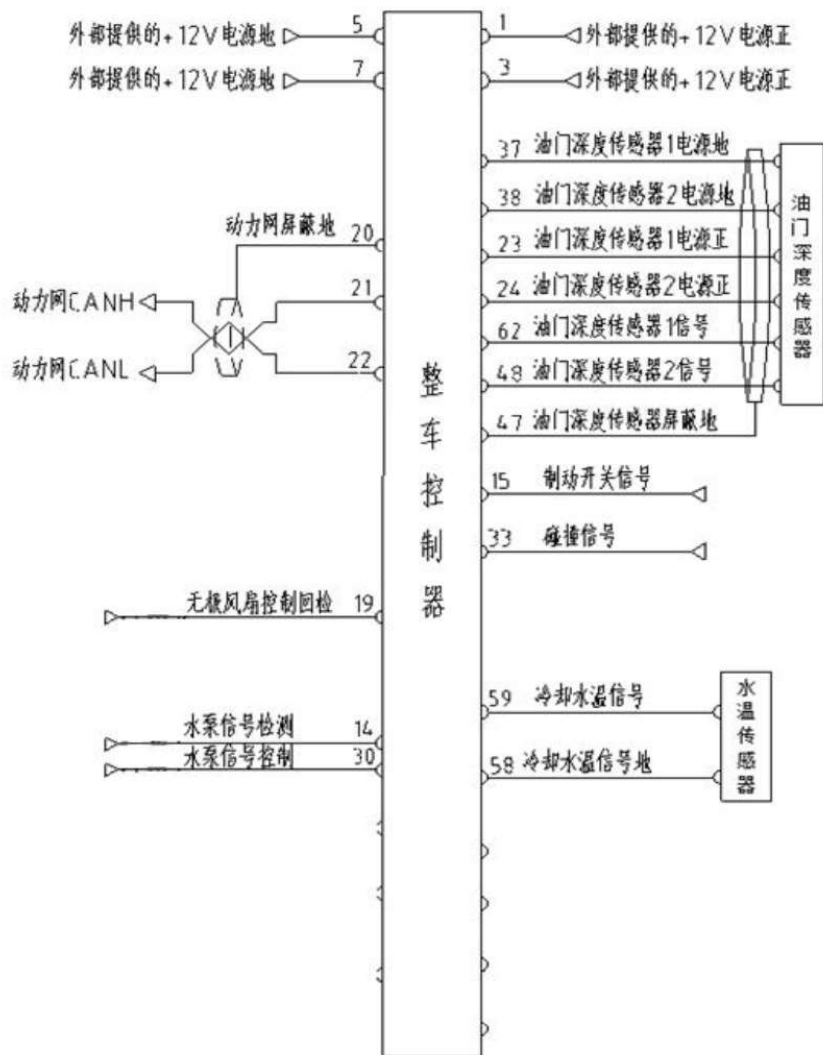 外部提供的+12V电源地 5
1 外部提供的+12V电源正
外部提供的+12V电源地 7
3 外部提供的+12V电源正
37 油门深度传感器1电源地
38 油门深度传感器2电源地
动力网屏蔽地 20
23 油门深度传感器1电源正
动力网CANH 21
24 油门深度传感器2电源正
62 油门深度传感器1信号
动力网CANL 22
48 油门深度传感器2信号
47 油门深度传感器屏蔽地
油门深度传感器
整车控制器
15 制动开关信号
33 碰撞信号
无极风扇控制回检 19
59 冷却水温信号
水泵信号检测 14
水泵信号控制 30
58 冷却水温信号地
水温传感器